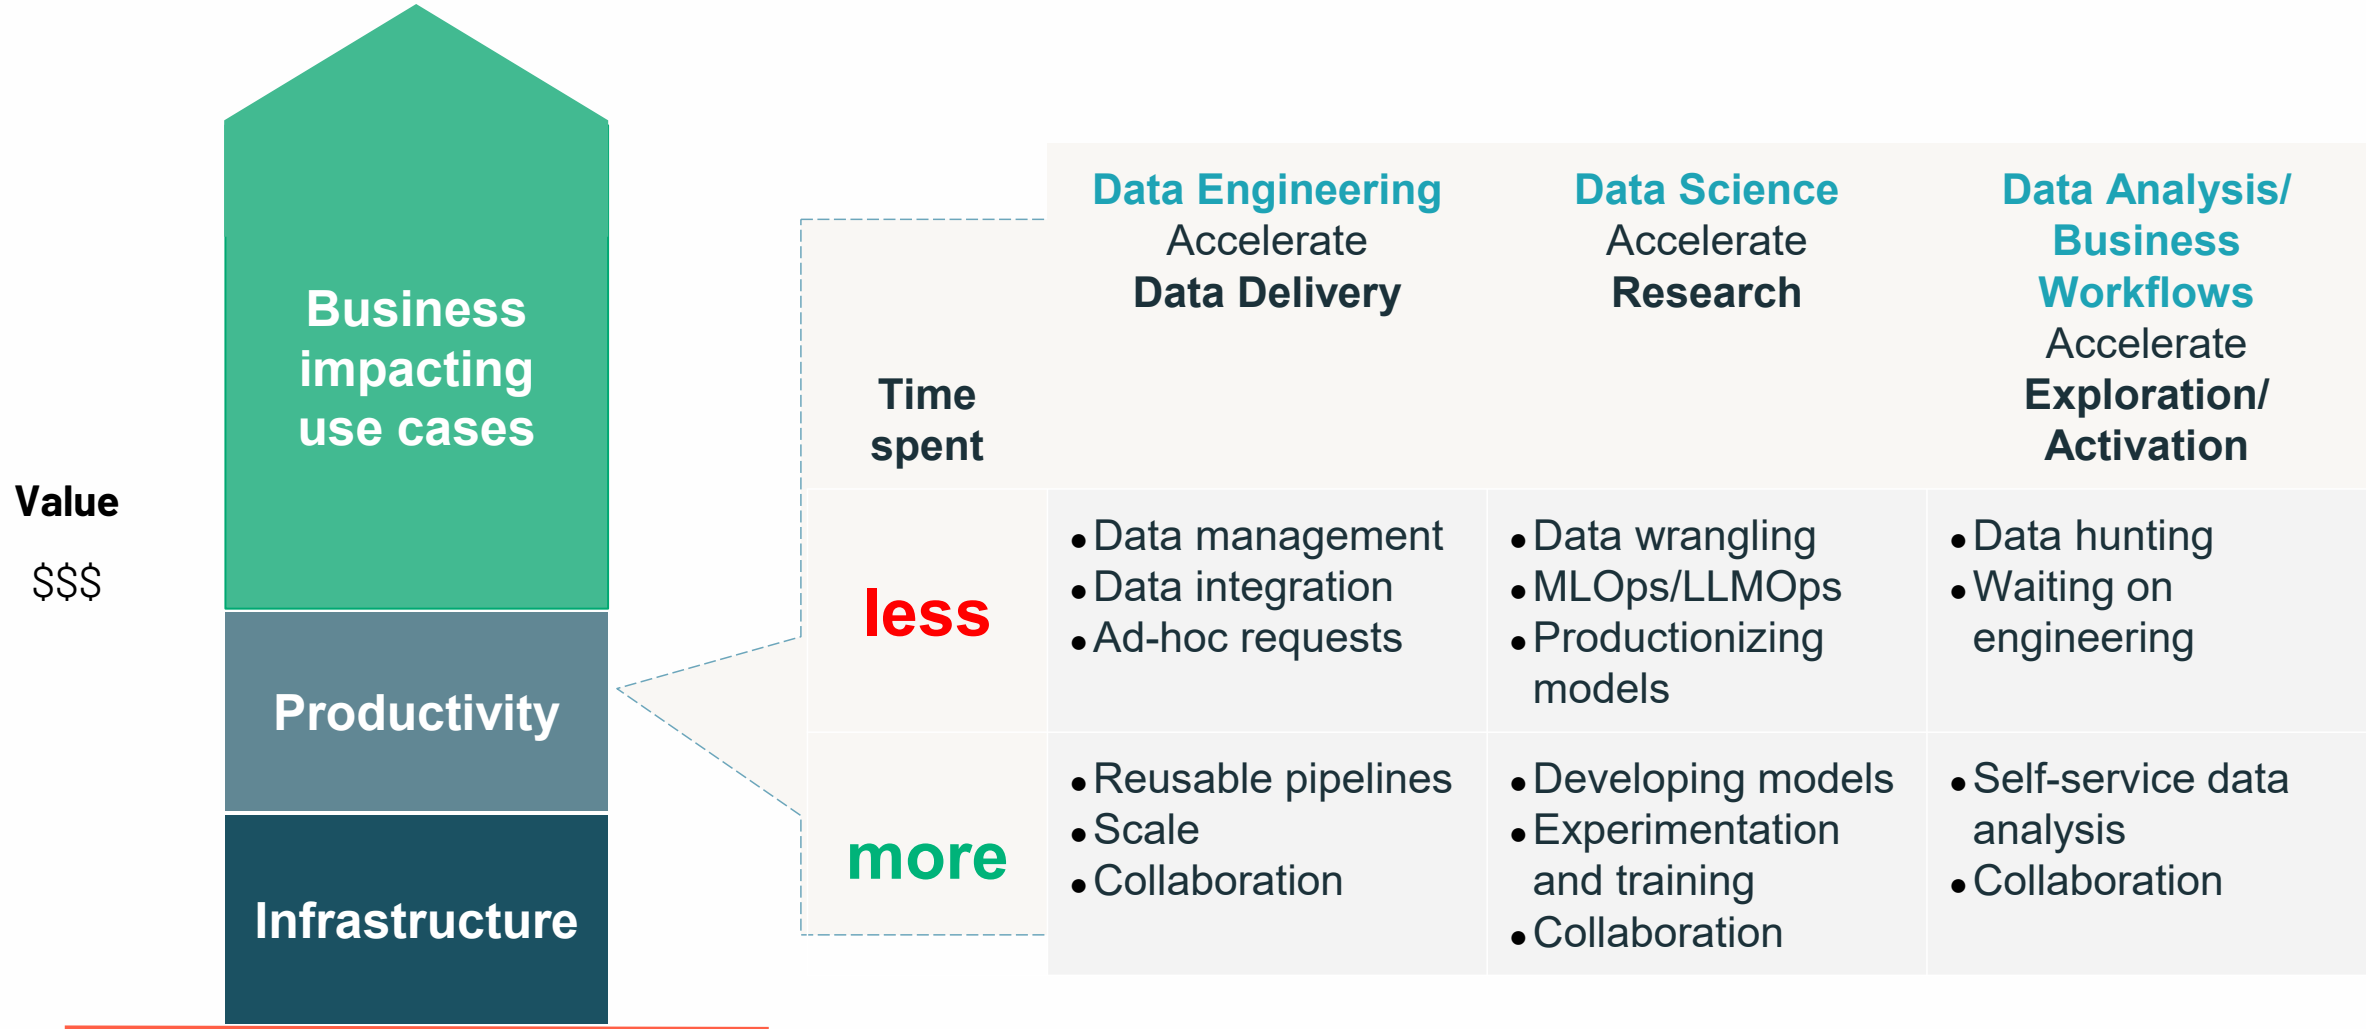 Value
$$$
Business
impacting
use cases
Productivity
Infrastructure
Time
spent
Data Engineering
Accelerate
Data Delivery
Data Science
Accelerate
Research
Data Analysis/
Business
Workflows
Accelerate
Exploration/
Activation
less
•Data management
•Data integration
•Ad-hoc requests
•Data wrangling
•MLOps/LLMOps
•Productionizing
models
•Data hunting
•Waiting on
engineering
more
•Reusable pipelines
•Scale
•Collaboration
•Developing models
•Experimentation
and training
•Collaboration
•Self-service data
analysis
•Collaboration